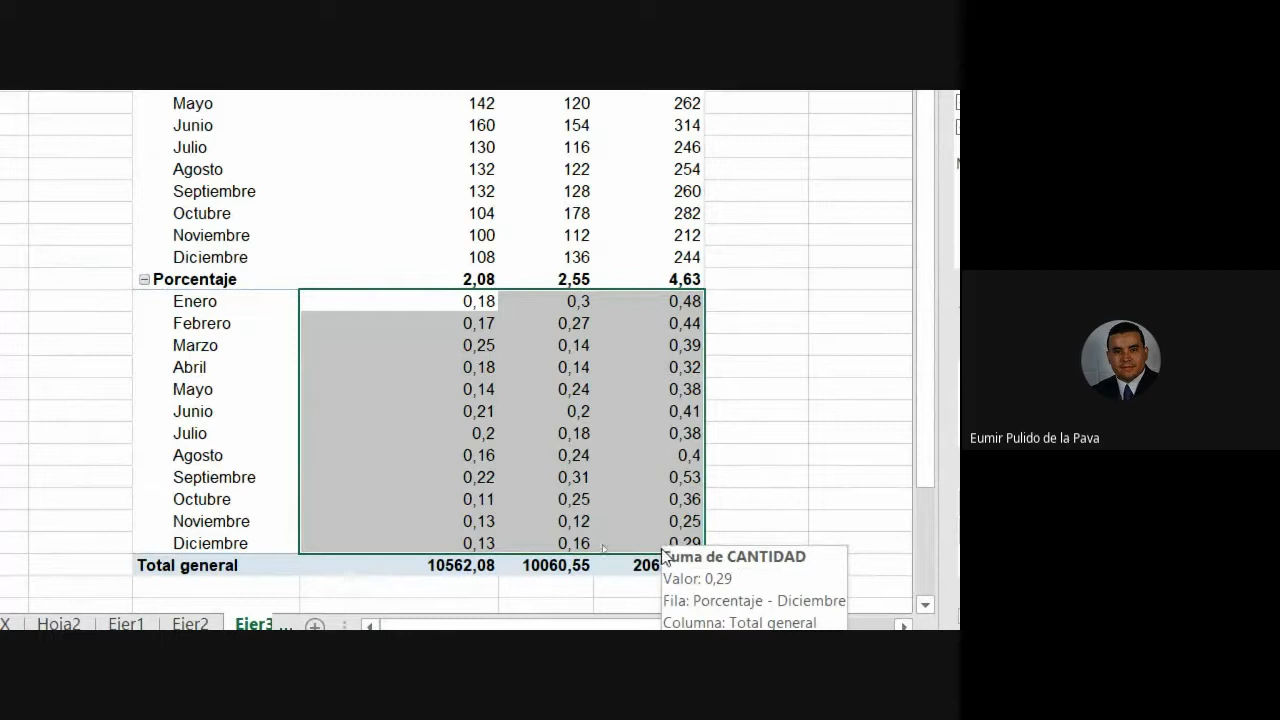 Mayo 142 120 262
Junio 160 154 314
Julio 130 116 246
Agosto 132 122 254
Septiembre 132 128 260
Octubre 104 178 282
Noviembre 100 112 212
Diciembre 108 136 244
Porcentaje 2,08 2,55 4,63
Enero 0,18 0,3 0,48
Febrero 0,17 0,27 0,44
Marzo 0,25 0,14 0,39
Abril 0,18 0,14 0,32
Mayo 0,14 0,24 0,38
Junio 0,21 0,2 0,41
Julio 0,2 0,18 0,38
Agosto 0,16 0,24 0,4
Septiembre 0,22 0,31 0,53
Octubre 0,11 0,25 0,36
Noviembre 0,13 0,12 0,25
Diciembre 0,13 0,16 0,29
Total general 10562,08 10060,55 206
Suma de CANTIDAD
Valor: 0,29
Fila: Porcentaje - Diciembre
Columna: Total general
X Hoja2 Ejer1 Ejer2 Ejer3 ...
Eumir Pulido de la Pava